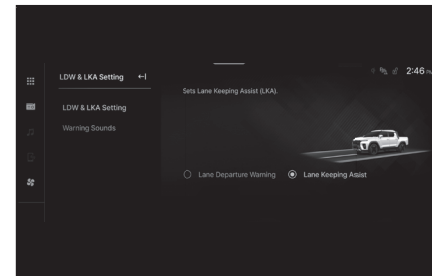 LDW & LKA Setting
2:46 PM
Sets Lane Keeping Assist (LKA).
LDW & LKA Setting
Warning Sounds
Lane Departure Warning
Lane Keeping Assist